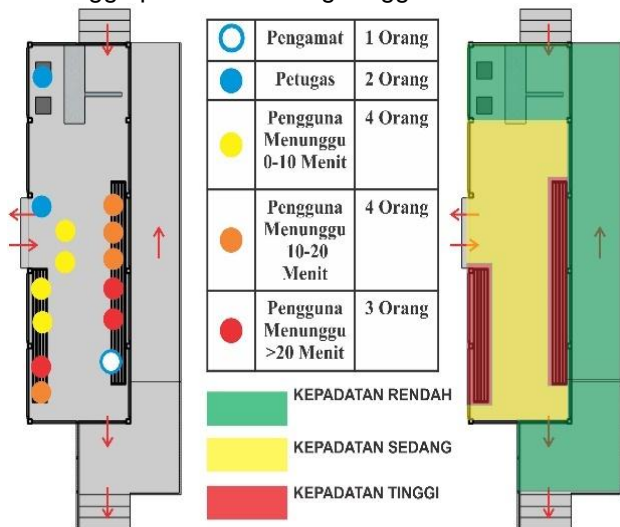 Pengamat 1 Orang
Petugas 2 Orang
Pengguna 4 Orang
Menunggu
0-10 Menit
Pengguna 4 Orang
Menunggu
10-20
Menit
Pengguna 3 Orang
Menunggu
>20 Menit
KEPADATAN RENDAH
KEPADATAN SEDANG
KEPADATAN TINGGI